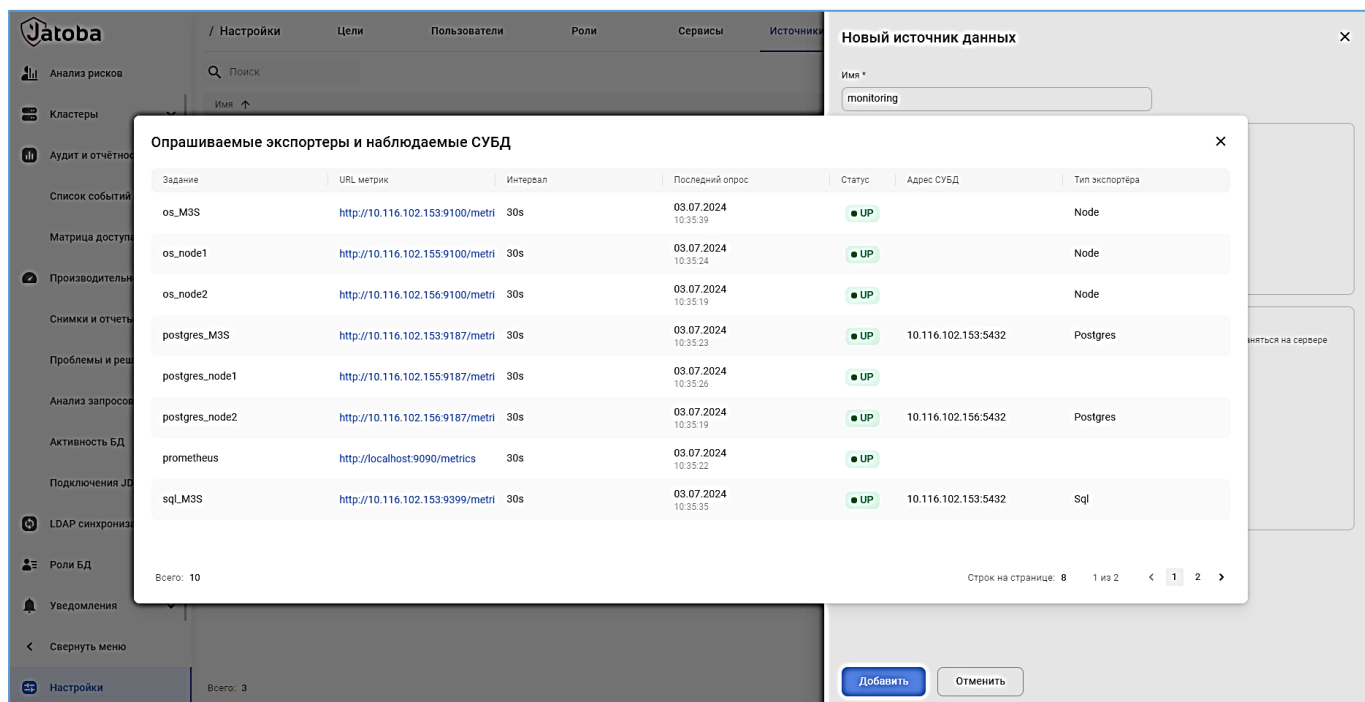 Jatoba
/ Настройки Цели Пользователи Роли Сервисы Источники
Новый источник данных
Анализ рисков
Поиск
Имя *
monitoring
Кластеры
Имя
Опрашиваемые экспортеры и наблюдаемые СУБД
Аудит и отчётнос
Задание URL метрик Интервал Последний опрос Статус Адрес СУБД Тип экспортёра
Список событий
os_M3S http://10.116.102.153:9100/metri 30s 03.07.2024 UP Node
10:35:39
Матрица доступа
os_node1 http://10.116.102.155:9100/metri 30s 03.07.2024 UP Node
10:35:24
Производительн
os_node2 http://10.116.102.156:9100/metri 30s 03.07.2024 UP Node
10:35:19
Снимки и отчеты
postgres_M3S http://10.116.102.153:9187/metri 30s 03.07.2024 UP 10.116.102.153:5432 Postgres
10:35:23
няться на сервере
Проблемы и реш
postgres_node1 http://10.116.102.155:9187/metri 30s 03.07.2024 UP
10:35:26
Анализ запросов
postgres_node2 http://10.116.102.156:9187/metri 30s 03.07.2024 UP 10.116.102.156:5432 Postgres
10:35:19
Активность БД
prometheus http://localhost:9090/metrics 30s 03.07.2024 UP
10:35:22
Подключения JD
sql_M3S http://10.116.102.153:9399/metri 30s 03.07.2024 UP 10.116.102.153:5432 Sql
10:35:35
LDAP синхрониза
Роли БД
Всего: 10 Строк на странице: 8 1 из 2 1 2
Уведомления
Свернуть меню
Настройки
Всего: 3
Добавить Отменить